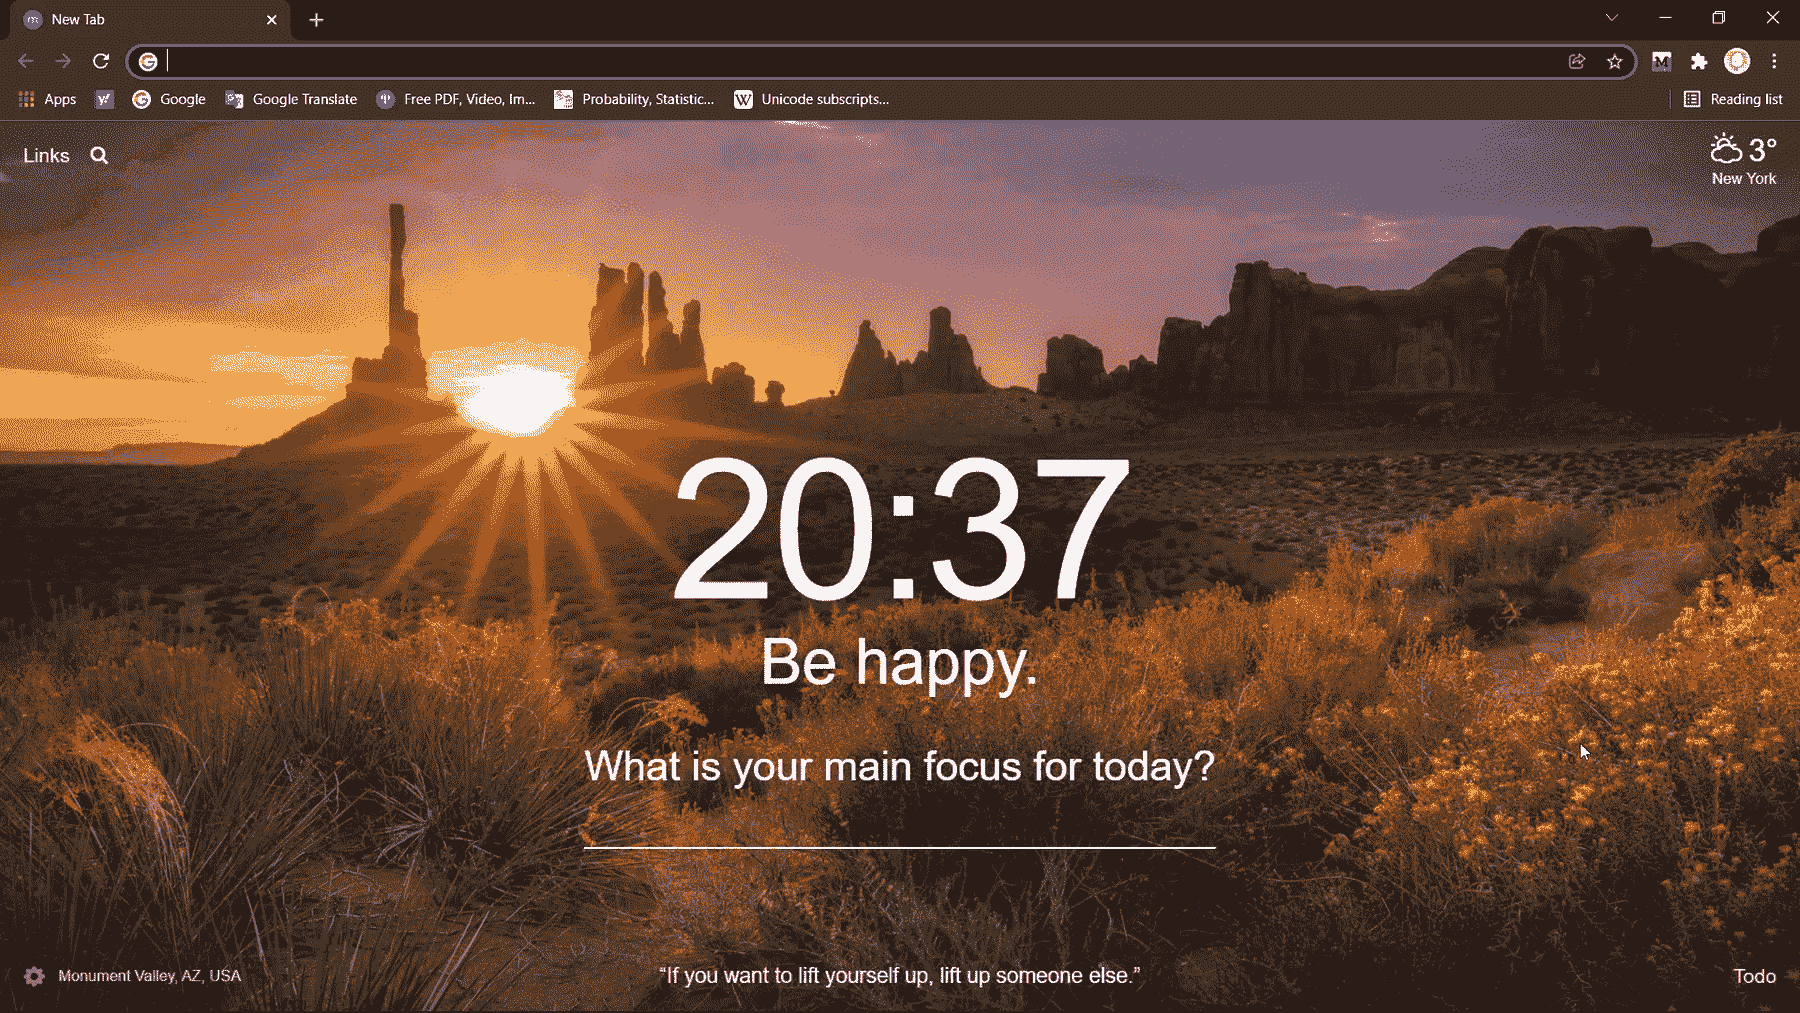 New Tab
Apps
Google
Google Translate
Free PDF, Video, Im...
Probability, Statistic...
W
Unicode subscripts...
Reading list
Links
3°
New York
20:37
Be happy.
What is your main focus for today?
Monument Valley, AZ, USA
“If you want to lift yourself up, lift up someone else.”
Todo